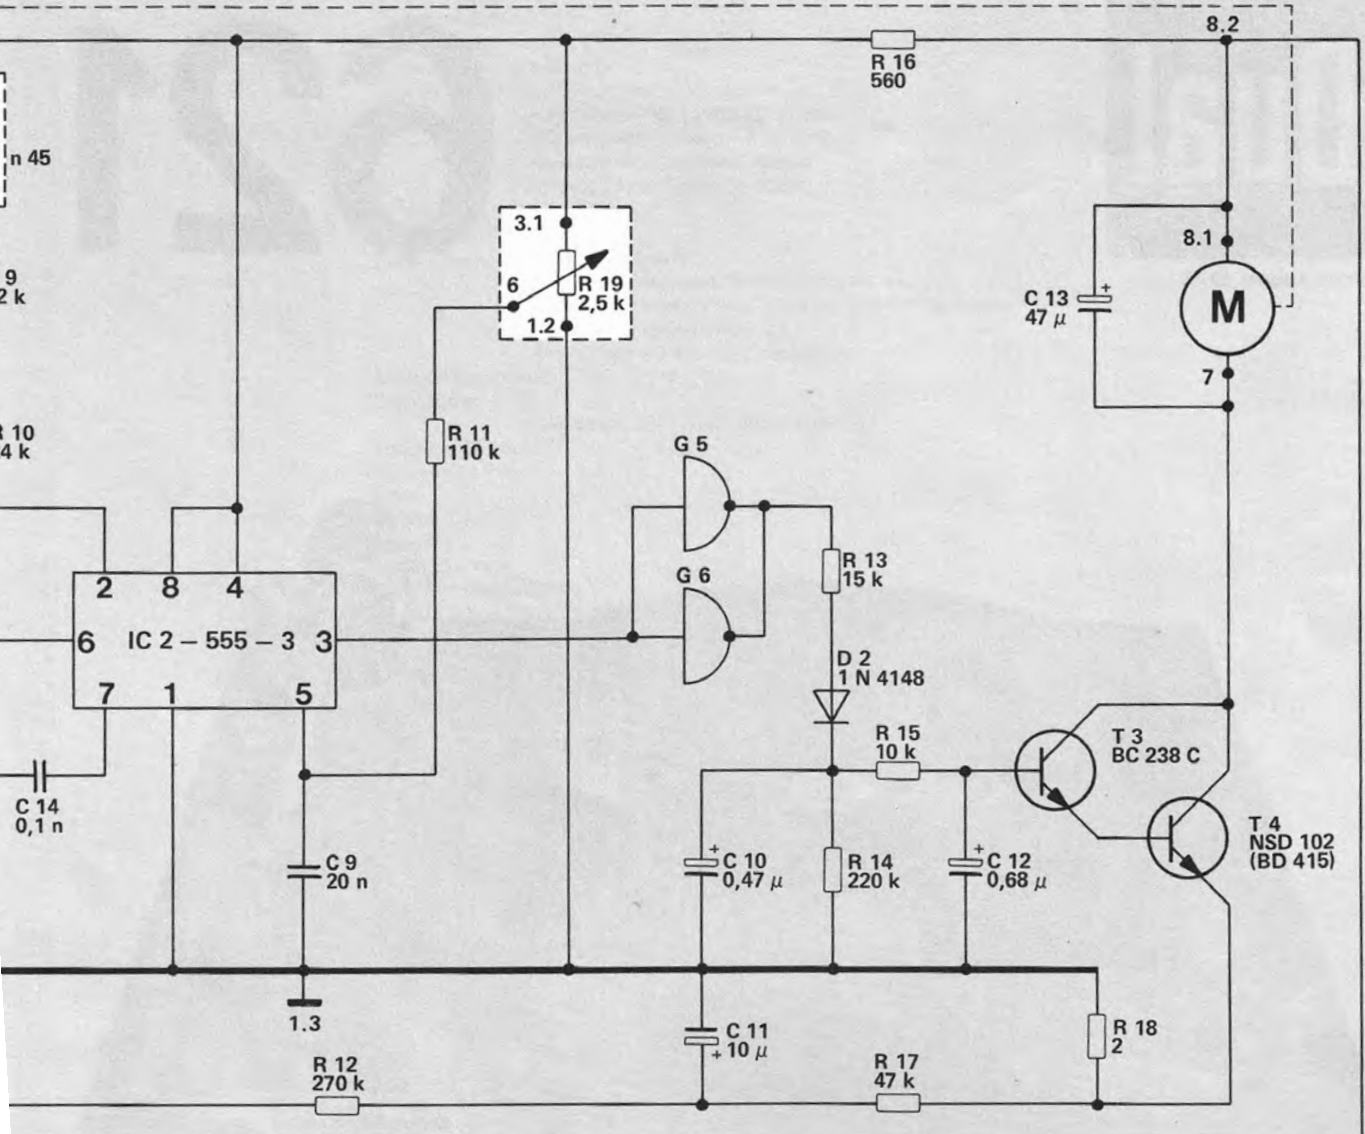 8.2
R 16
560
n 45
3.1
8.1
9
2 k
6
R 19
2,5 k
C 13
+
47 μ
M
1.2
7
R 10
4 k
R 11
110 k
G 5
R 13
15 k
2 8 4
G 6
6 IC 2 – 555 – 3 3
D 2
1 N 4148
7 1 5
R 15
10 k
T 3
BC 238 C
C 14
0,1 n
T 4
NSD 102
(BD 415)
C 9
20 n
+
C 10
0,47 μ
R 14
220 k
+
C 12
0,68 μ
1.3
C 11
+ 10 μ
R 18
2
R 12
270 k
R 17
47 k